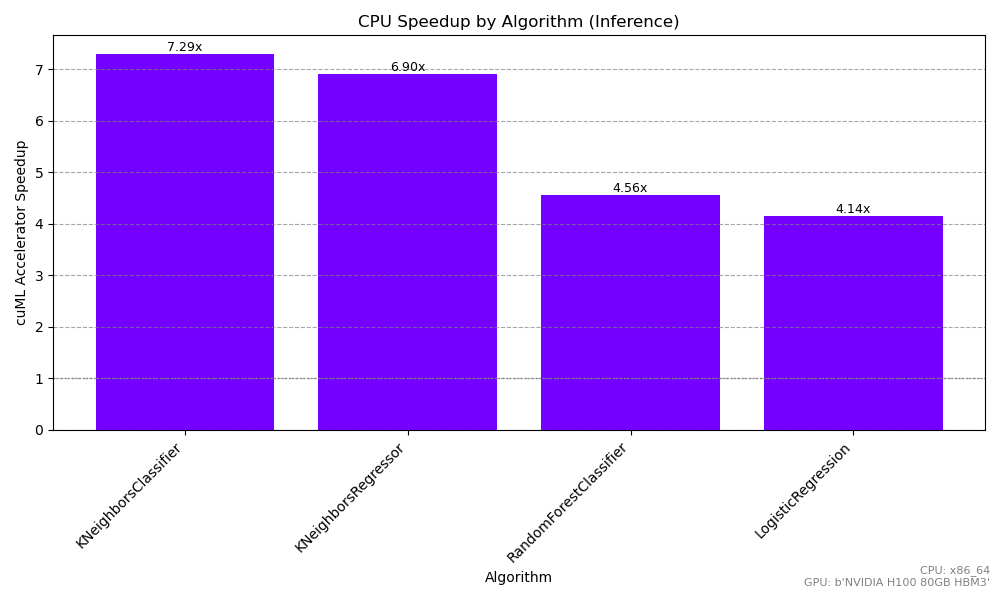 CPU Speedup by Algorithm (Inference)
cuML Accelerator Speedup
7
6
5
4
3
2
1
0
7.29x
6.90x
4.56x
4.14x
KNeighborsClassifier
KNeighborsRegressor
RandomForestClassifier
LogisticRegression
Algorithm
CPU: x86_64
GPU: b'NVIDIA H100 80GB HBM3'